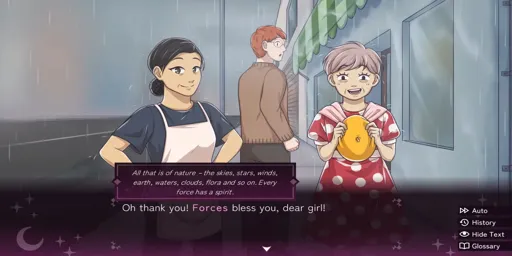 All that is of nature – the skies, stars, winds,
earth, waters, clouds, flora and so on. Every
force has a spirit.
Oh thank you! Forces bless you, dear girl!
Auto
History
Hide Text
Glossary